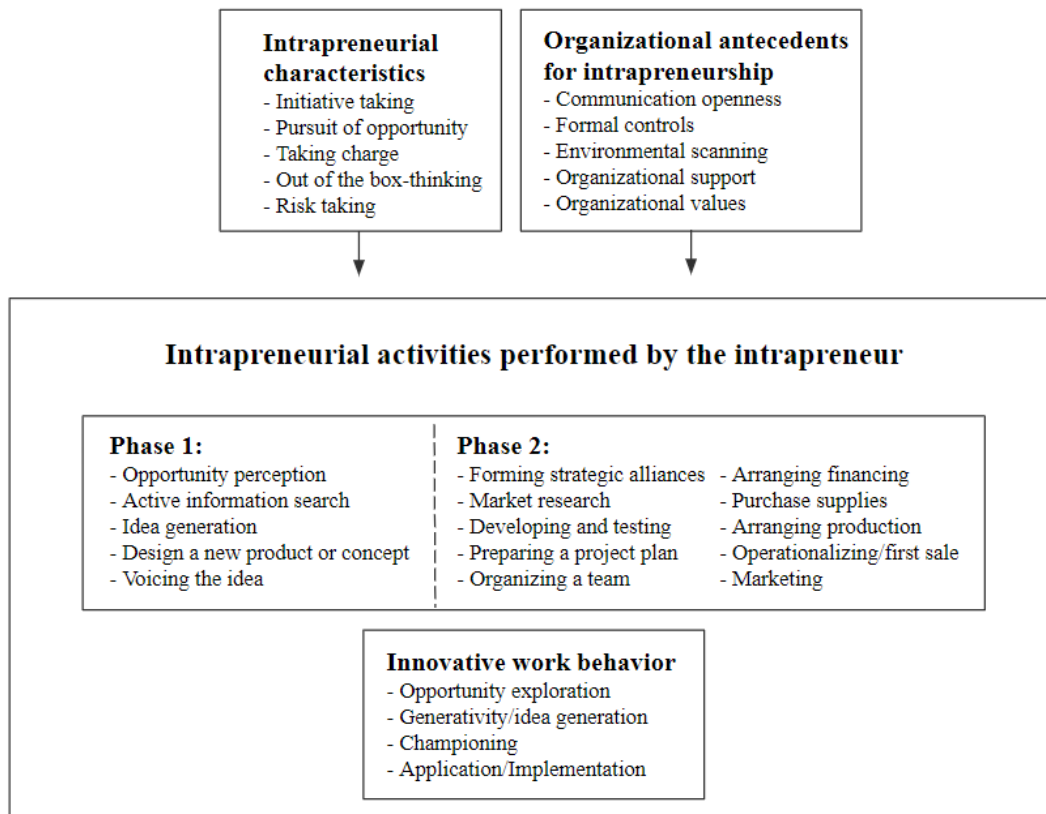 Intrapreneurial
characteristics
- Initiative taking
- Pursuit of opportunity
- Taking charge
- Out of the box-thinking
- Risk taking
Organizational antecedents
for intrapreneurship
- Communication openness
- Formal controls
- Environmental scanning
- Organizational support
- Organizational values
Intrapreneurial activities performed by the intrapreneur
Phase 1:
- Opportunity perception
- Active information search
- Idea generation
- Design a new product or concept
- Voicing the idea
Phase 2:
- Forming strategic alliances
- Market research
- Developing and testing
- Preparing a project plan
- Organizing a team
- Arranging financing
- Purchase supplies
- Arranging production
- Operationalizing/first sale
- Marketing
Innovative work behavior
- Opportunity exploration
- Generativity/idea generation
- Championing
- Application/Implementation